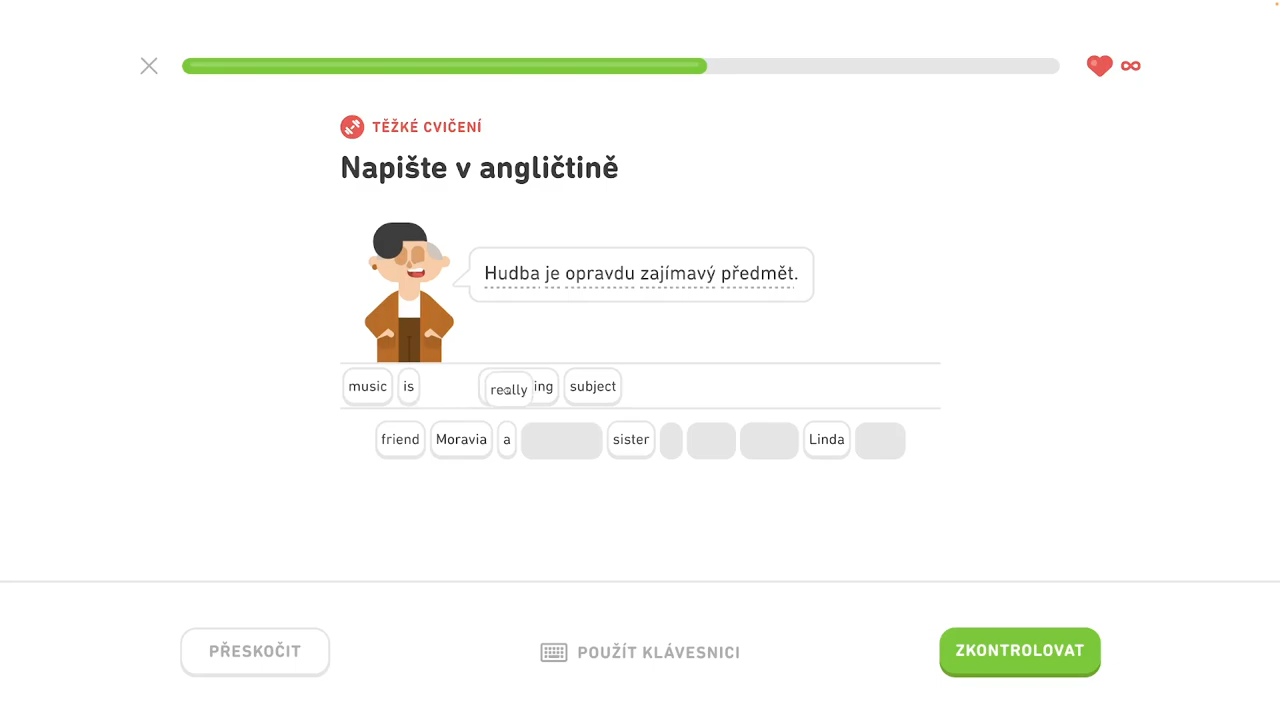 TĚŽKÉ CVIČENÍ
Napište v angličtině
Hudba je opravdu zajímavý předmět.
music is really ing subject
friend Moravia a sister Linda
PŘESKOČIT POUŽÍT KLÁVESNICI ZKONTROLOVAT